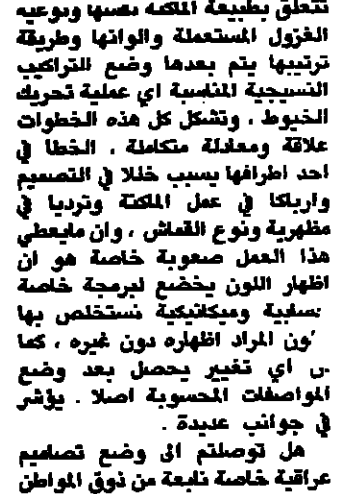 تتعلق بطبيعة الماكنة نفسها ونوعية
الغزول المستعملة والوانها وطريقة
ترتيبها يتم بعدها وضع التراكيب
النسيجية المناسبة اي عملية تحريك
الخيوط ، وتشكل كل هذه الخطوات
علاقة ومعادلة متكاملة ، الخطا في
احد اطرافها يسبب خللا في التصميم
وارباكا في عمل الماكنة وترديا في
مظهرية ونوع القماش ، وان مايعطي
هذا العمل صعوبة خاصة هو ان
اظهار اللون يخضع لبرمجة خاصة
وميكانيكية نستخلص بها
المراد اظهاره دون غيره ، كما
اي تغيير يحصل بعد وضع
المواصفات المحسوبة اصلا . يؤشر
في جوانب عديدة .
هل توصلتم الى وضع تصاميم
عراقية خاصة نابعة من ذوق المواطن